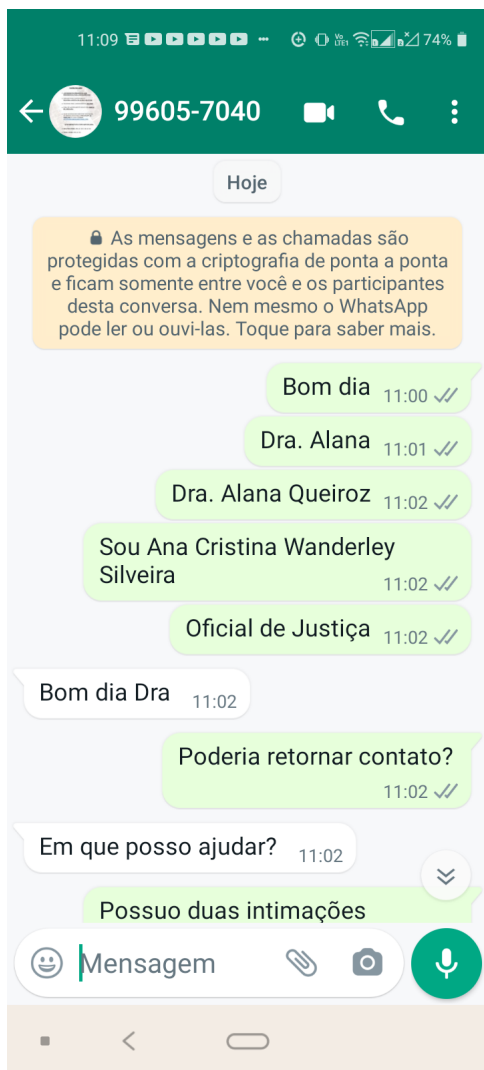 11:09 74%
99605-7040
Hoje
As mensagens e as chamadas são
protegidas com a criptografia de ponta a ponta
e ficam somente entre você e os participantes
desta conversa. Nem mesmo o WhatsApp
pode ler ou ouvi-las. Toque para saber mais.
Bom dia 11:00
Dra. Alana 11:01
Dra. Alana Queiroz 11:02
Sou Ana Cristina Wanderley
Silveira 11:02
Oficial de Justiça 11:02
Bom dia Dra 11:02
Poderia retornar contato?
11:02
Em que posso ajudar? 11:02
Possuo duas intimações
Mensagem